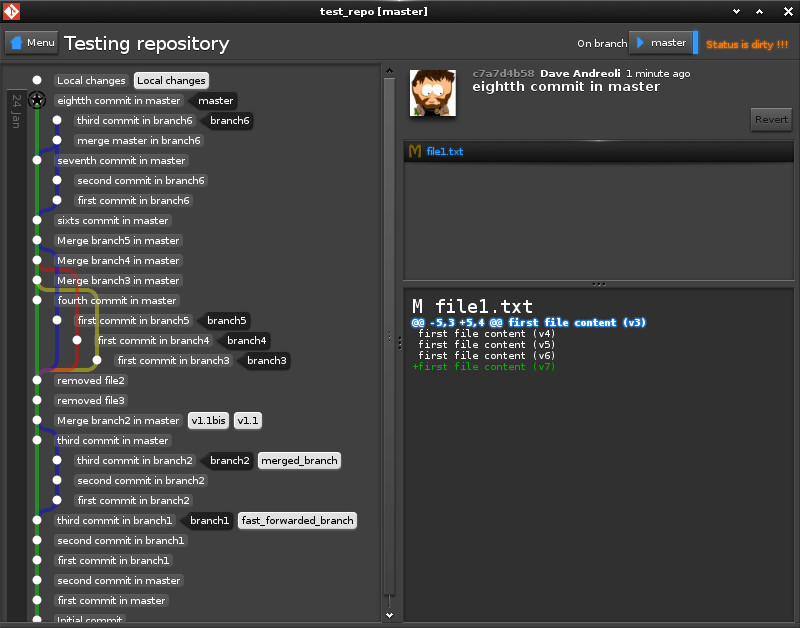 test_repo [master]
Menu
Testing repository
On branch
master
Status is dirty !!!
24 Jan
Local changes Local changes
eightth commit in master master
third commit in branch6 branch6
merge master in branch6
seventh commit in master
second commit in branch6
first commit in branch6
sixts commit in master
Merge branch5 in master
Merge branch4 in master
Merge branch3 in master
fourth commit in master
first commit in branch5 branch5
first commit in branch4 branch4
first commit in branch3 branch3
removed file2
removed file3
Merge branch2 in master v1.1bis v1.1
third commit in master
third commit in branch2 branch2 merged_branch
second commit in branch2
first commit in branch2
third commit in branch1 branch1 fast_forwarded_branch
second commit in branch1
first commit in branch1
second commit in master
first commit in master
Initial commit
c7a7d4b58 Dave Andreoli 1 minute ago
eightth commit in master
Revert
M file1.txt
M file1.txt
@@ -5,3 +5,4 @@ first file content (v3)
first file content (v4)
first file content (v5)
first file content (v6)
+first file content (v7)